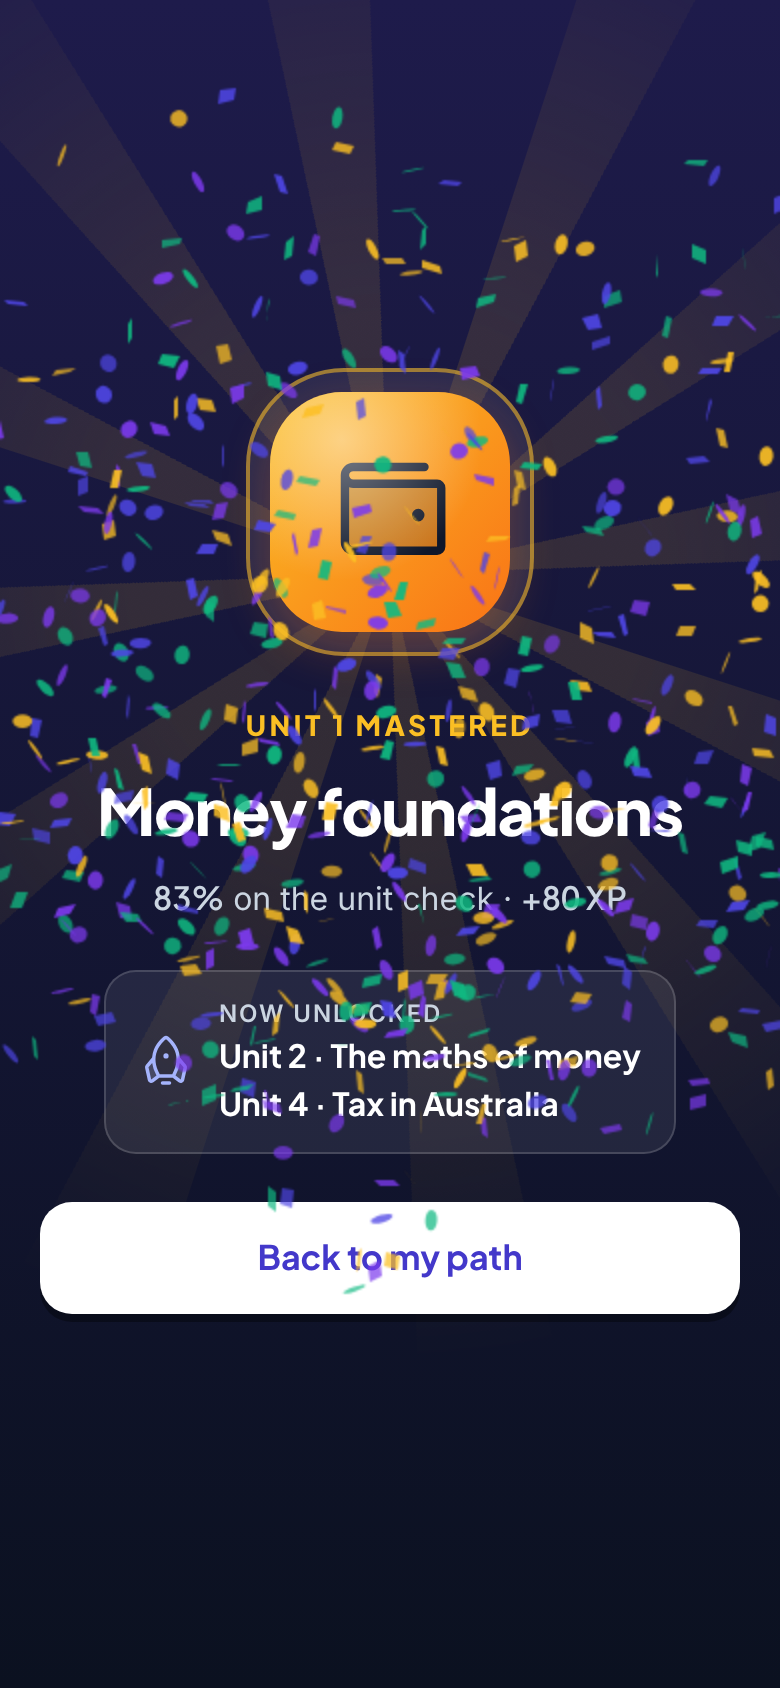 UNIT 1 MASTERED
Money foundations
83% on the unit check · +80 XP
NOW UNLOCKED
Unit 2 · The maths of money
Unit 4 · Tax in Australia
Back to my path